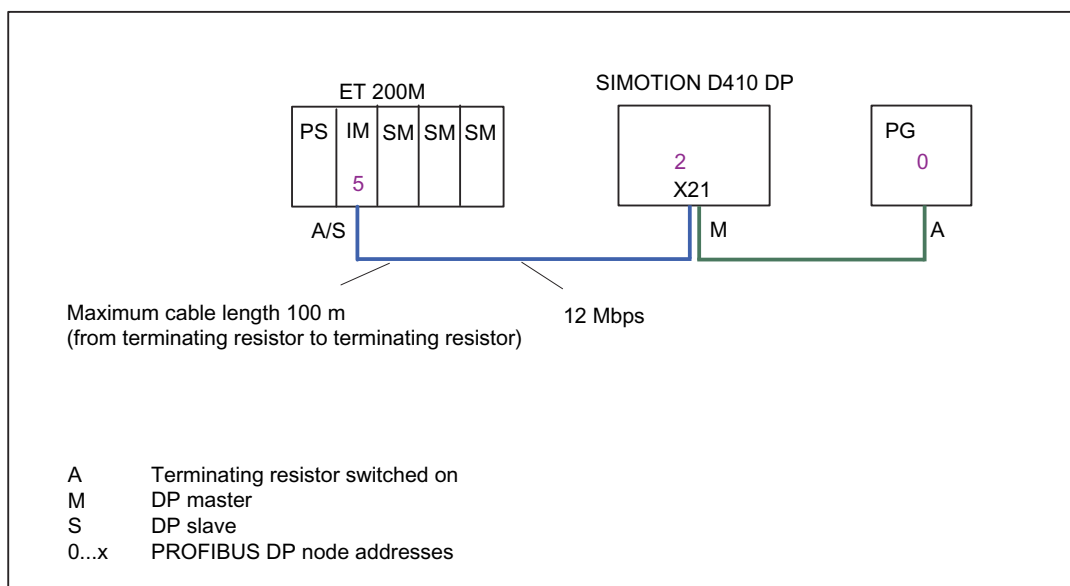 ET 200M
SIMOTION D410 DP
PS IM SM SM SM
5
2
X21
PG
0
A/S
M
A
Maximum cable length 100 m
(from terminating resistor to terminating resistor)
12 Mbps
A Terminating resistor switched on
M DP master
S DP slave
0...x PROFIBUS DP node addresses